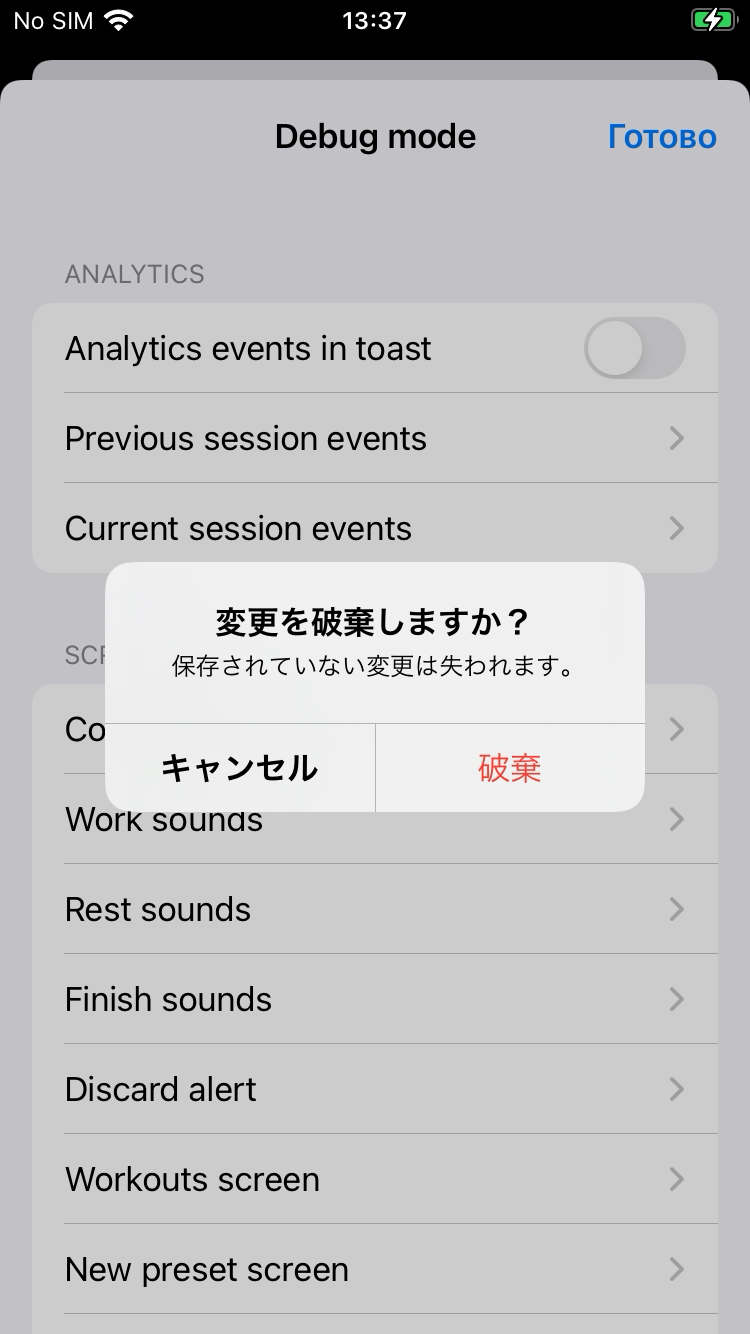 No SIM 13:37
Debug mode Готово
ANALYTICS
Analytics events in toast
Previous session events
Current session events
変更を破棄しますか？
保存されていない変更は失われます。
キャンセル 破棄
Work sounds
Rest sounds
Finish sounds
Discard alert
Workouts screen
New preset screen